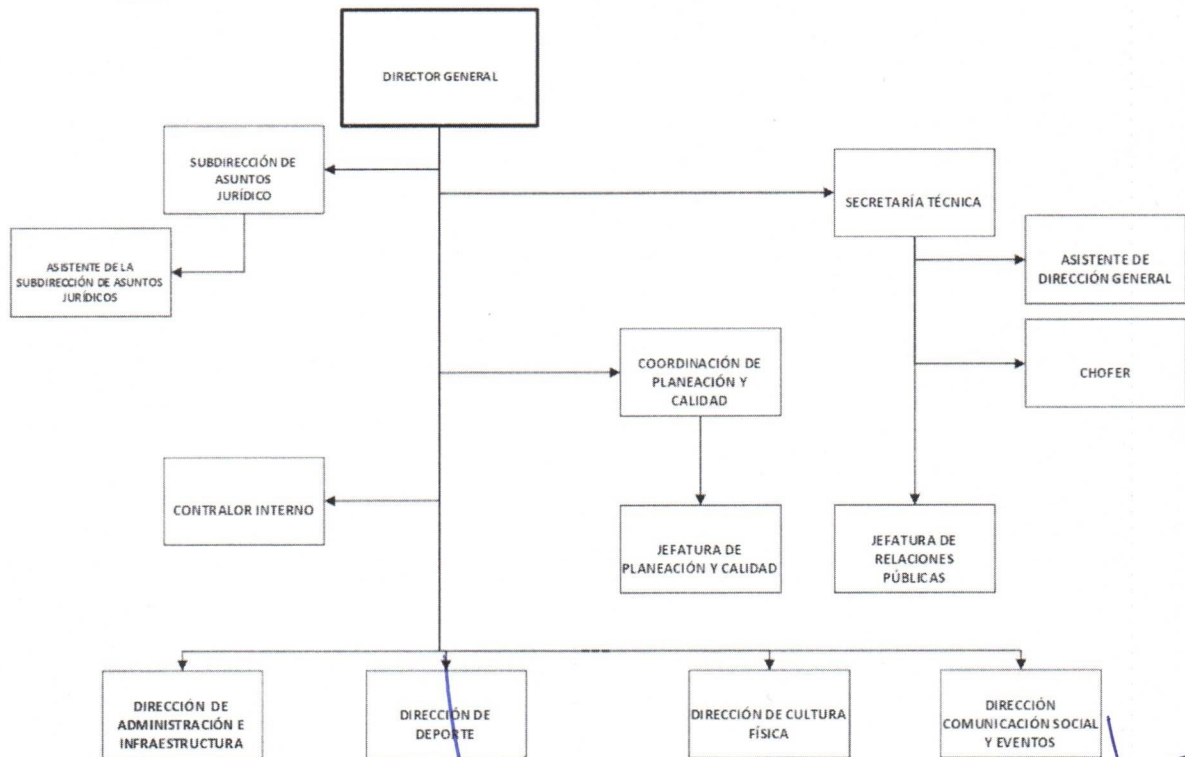 DIRECTOR GENERAL
SUBDIRECCIÓN DE
ASUNTOS
JURÍDICO
SECRETARÍA TÉCNICA
ASISTENTE DE LA
SUBDIRECCIÓN DE ASUNTOS
JURÍDICOS
ASISTENTE DE
DIRECCIÓN GENERAL
COORDINACIÓN DE
PLANEACIÓN Y
CALIDAD
CHOFER
CONTRALOR INTERNO
JEFATURA DE
PLANEACIÓN Y CALIDAD
JEFATURA DE
RELACIONES
PÚBLICAS
DIRECCIÓN DE
ADMINISTRACIÓN E
INFRAESTRUCTURA
DIRECCIÓN DE
DEPORTE
DIRECCIÓN DE CULTURA
FÍSICA
DIRECCIÓN
COMUNICACIÓN SOCIAL
Y EVENTOS